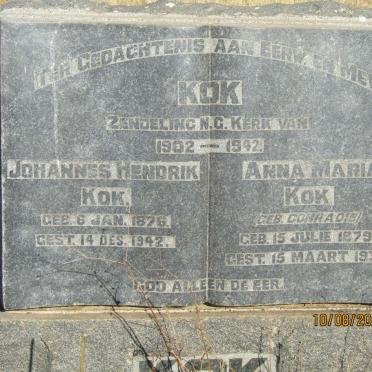 TER GEDACHTENIS AAN EERW. EN MEV
KOK
ZENDELING N.G. KERK VAN
1902 — 1942
JOHANNES HENDRIK
KOK.
GEB. 6 JAN. 1876
GEST. 14 DES. 1942.
ANNA MARIA
KOK
(GEB. CONRADIE)
GEB. 15 JULIE 1879
GEST. 15 MAART 19
GOD ALLEEN DE EER.
KOK
10/08/20